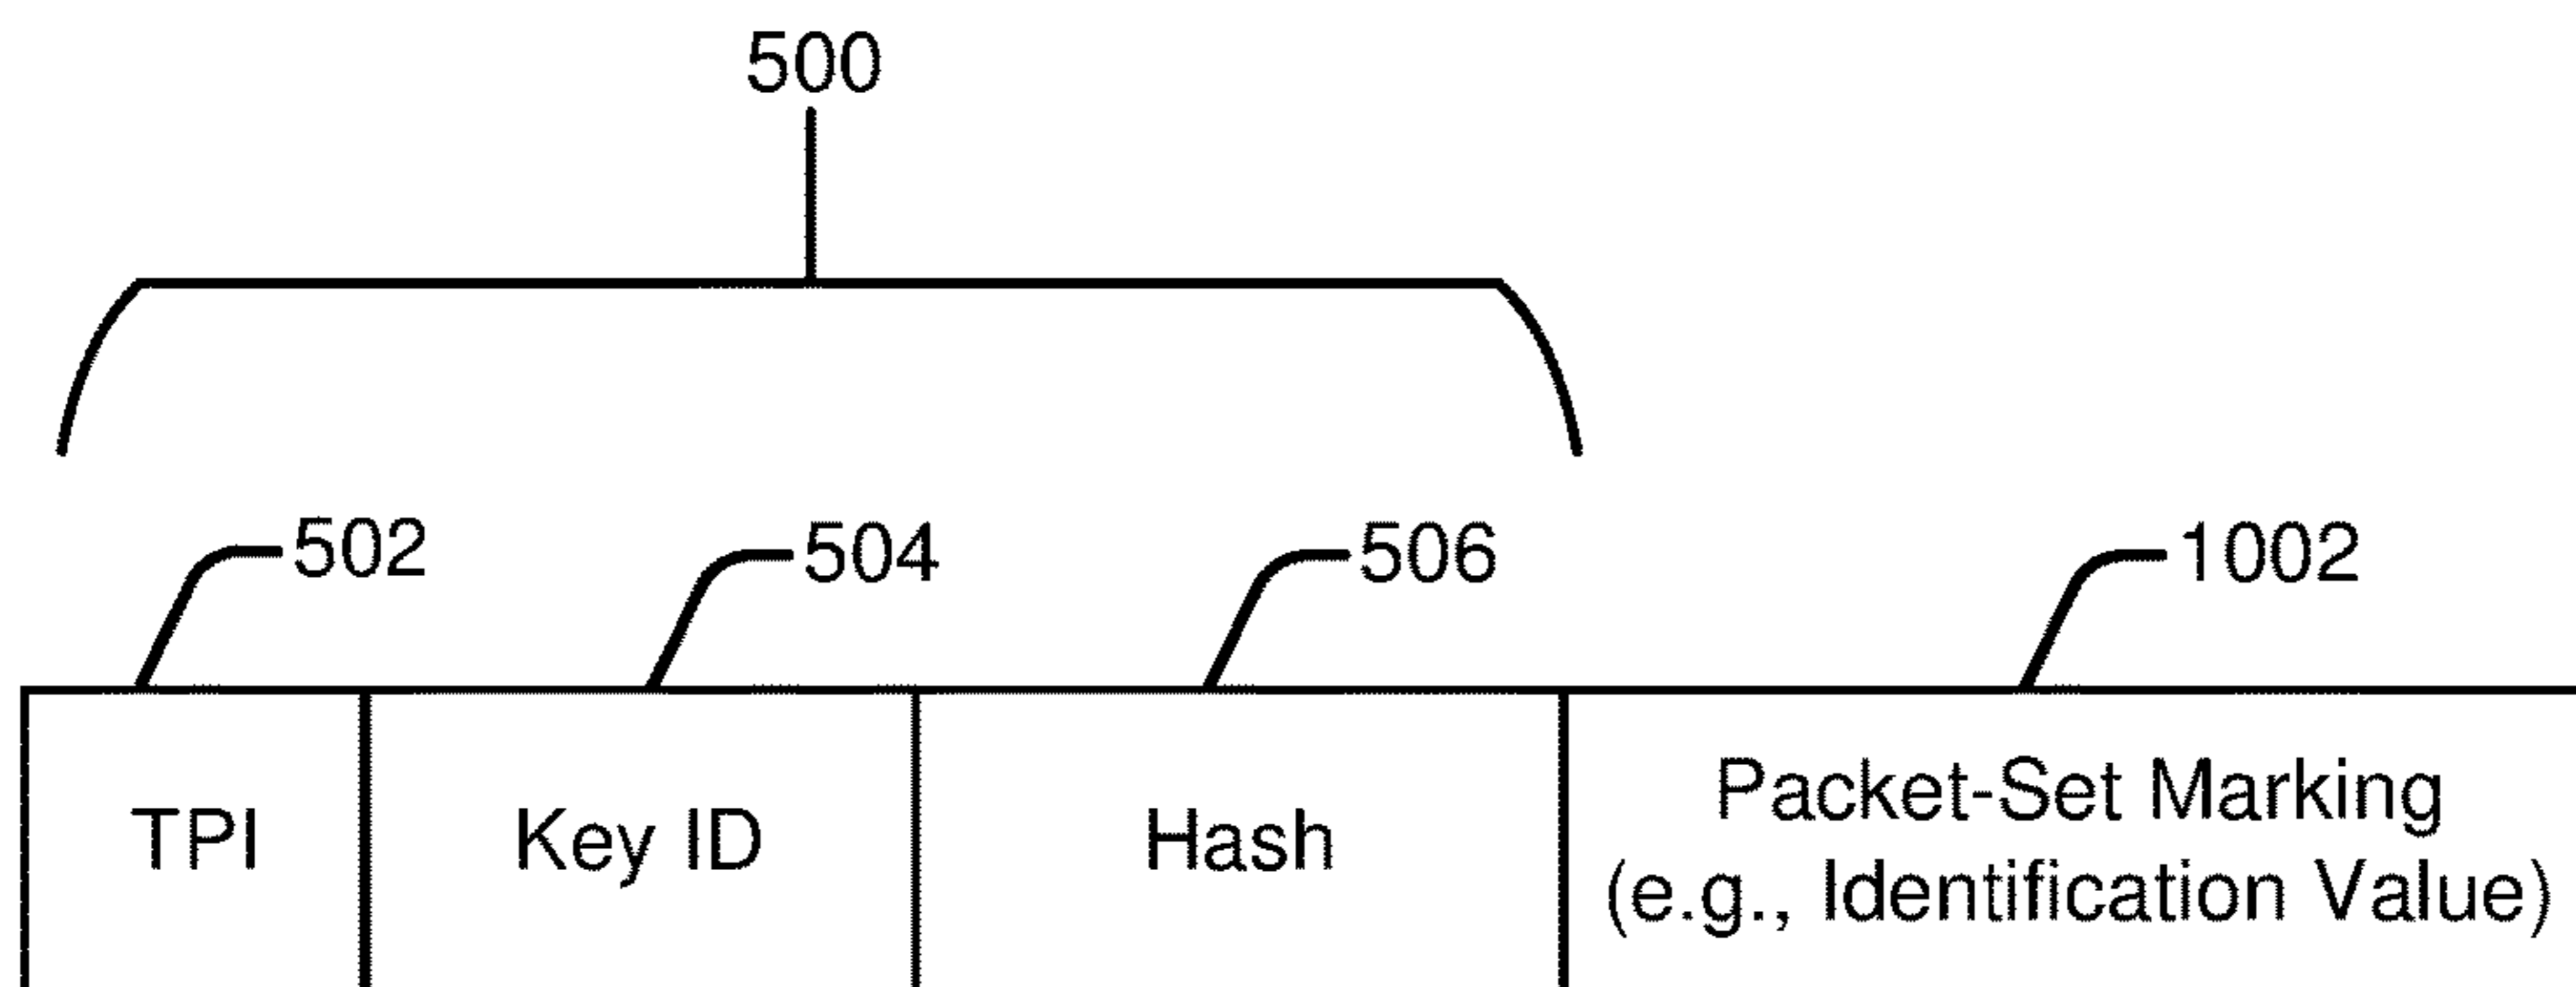 500
502
504
506
1002
TPI
Key ID
Hash
Packet-Set Marking
(e.g., Identification Value)